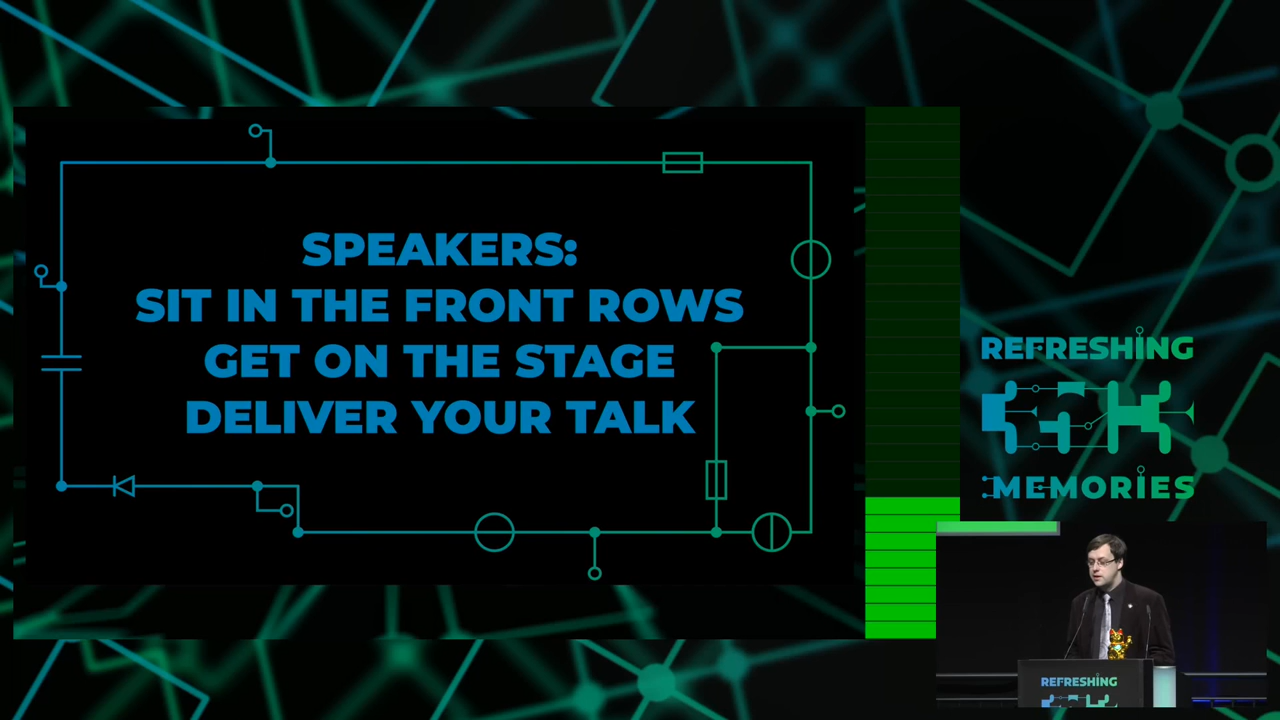 SPEAKERS:
SIT IN THE FRONT ROWS
GET ON THE STAGE
DELIVER YOUR TALK
REFRESHING
MEMORIES
REFRESHING